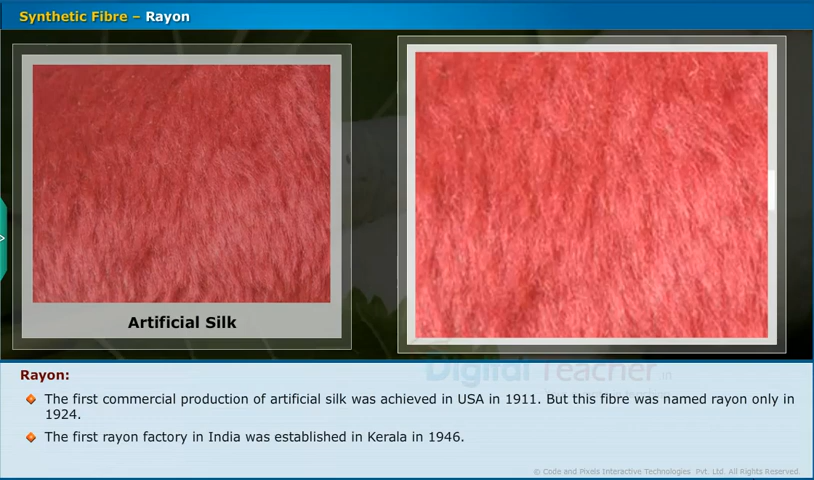 Synthetic Fibre – Rayon
Artificial Silk
Digital Teacher.in
Rayon:
The first commercial production of artificial silk was achieved in USA in 1911. But this fibre was named rayon only in
1924.
The first rayon factory in India was established in Kerala in 1946.
© Code and Pixels Interactive Technologies Pvt. Ltd. All Rights Reserved.